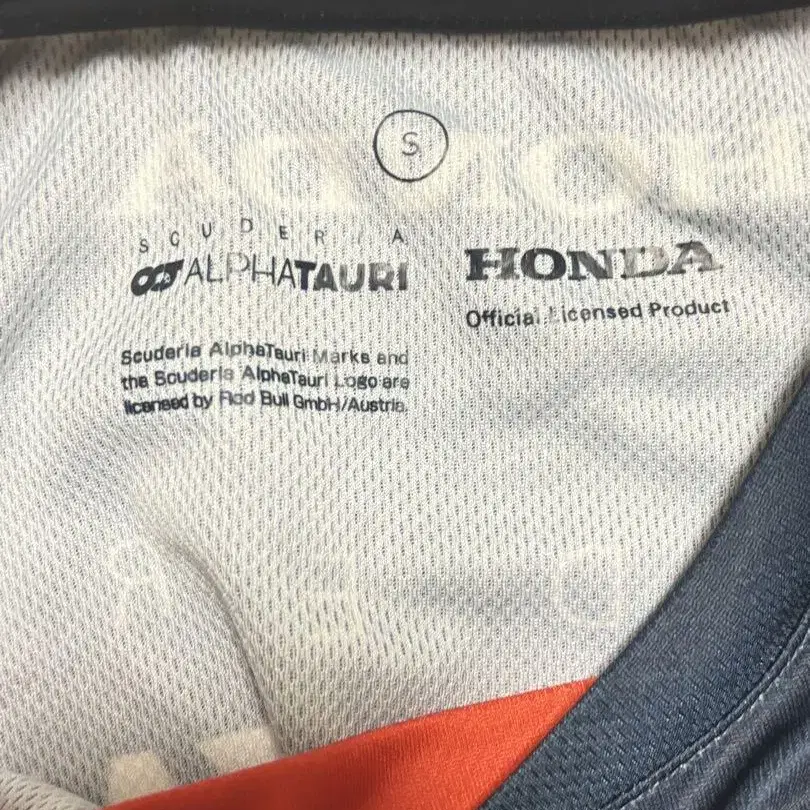 S
SCUDERIA
ALPHATAURI
HONDA
Official Licensed Product
Scuderia AlphaTauri Marks and
the Scuderia AlphaTauri Logo are
licensed by Red Bull GmbH/Austria.